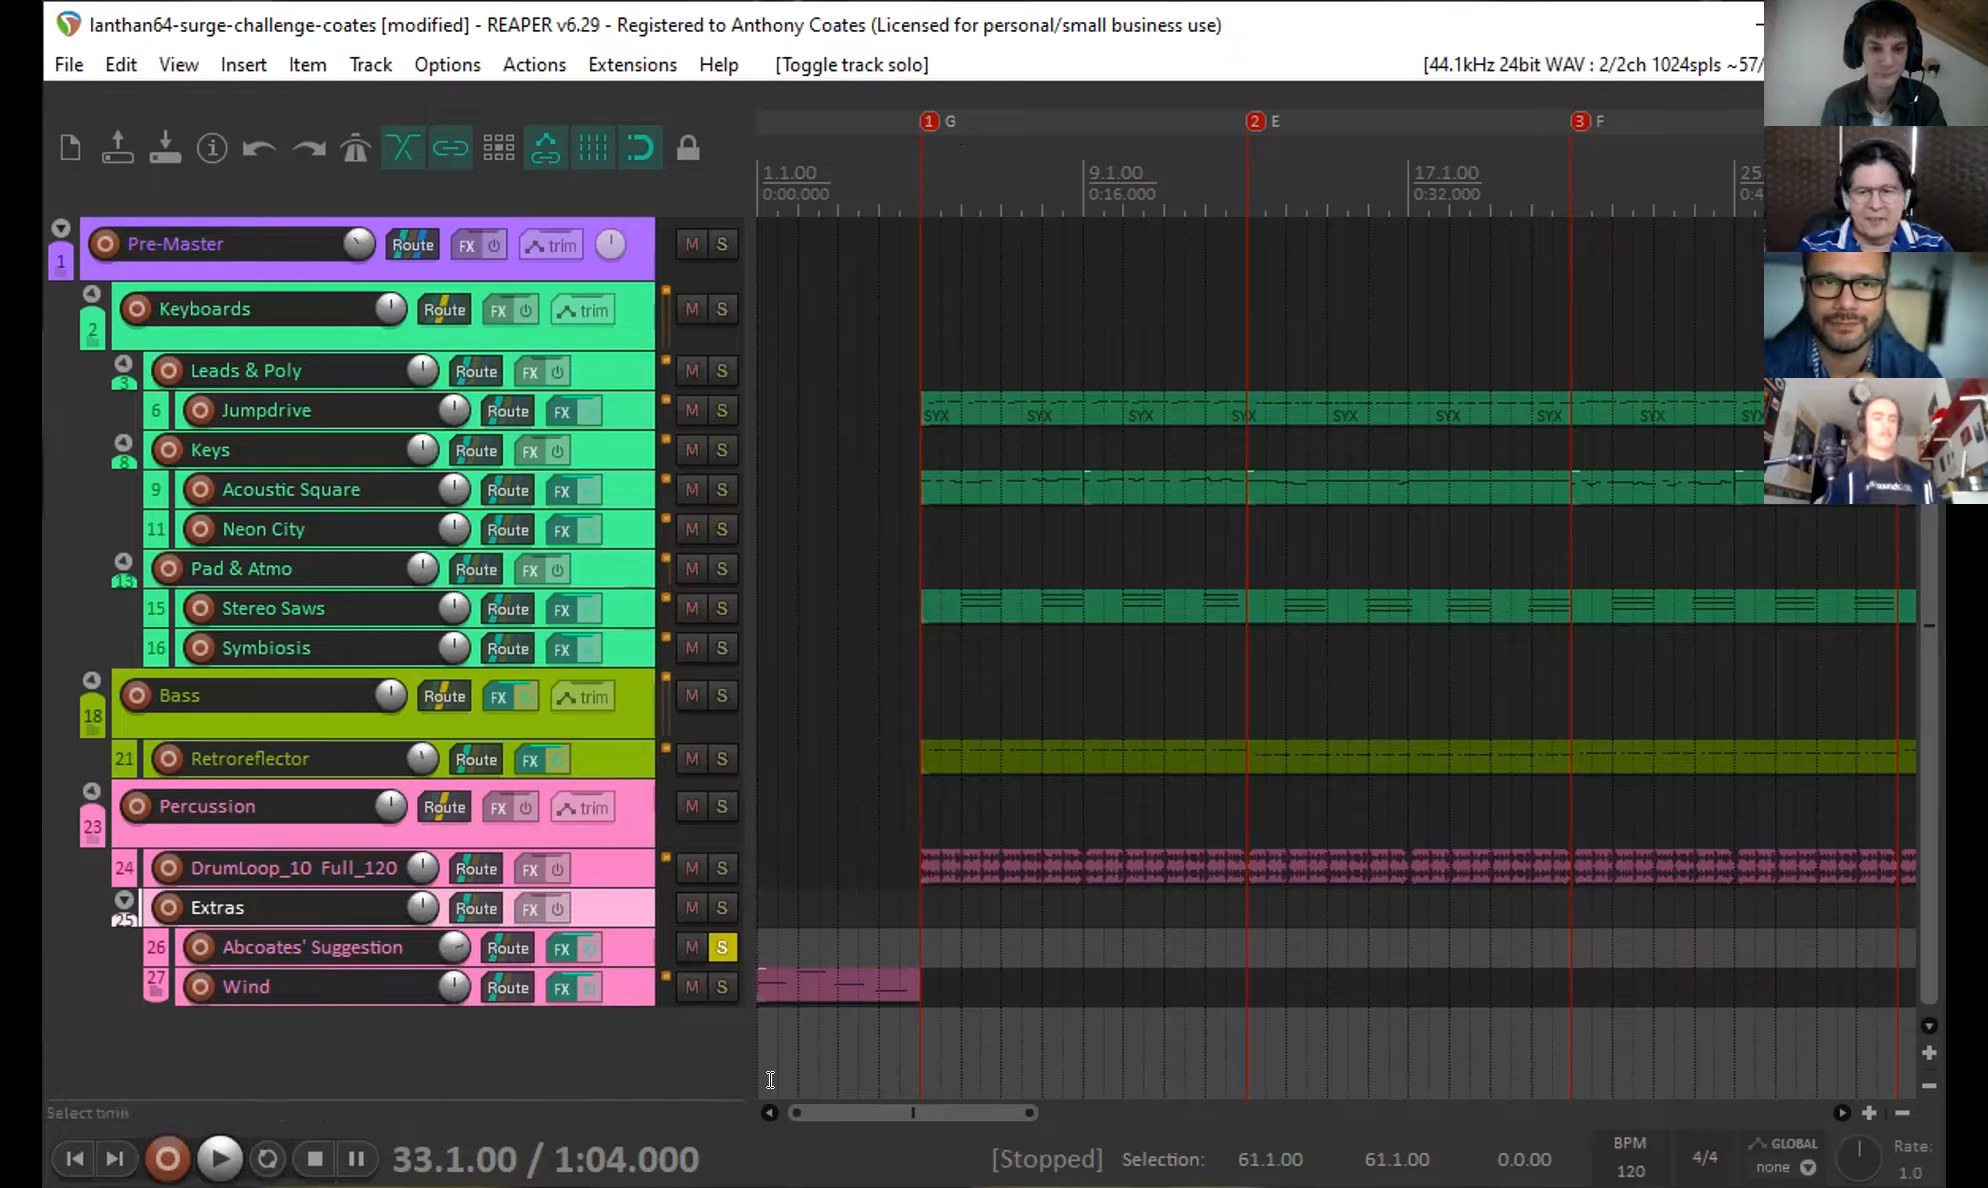 lanthan64-surge-challenge-coates [modified] - REAPER v6.29 - Registered to Anthony Coates (Licensed for personal/small business use)
File Edit View Insert Item Track Options Actions Help [Toggle track solo] [44.1kHz 24bit WAV : 2/2ch 1024spls ~57/
1 G 2 E 3 F
1.1.00 9.1.00 17.1.00 25
0:00.000 0:16.000 0:32.000 0:4
1 Pre-Master Route FX trim M S
2 Keyboards Route FX trim M S
3 Leads & Poly Route FX M S
6 Jumpdrive Route FX M S SYX SYX SYX SYX SYX SYX SYX SYX SYX
8 Keys Route FX M S
9 Acoustic Square Route FX M S
11 Neon City Route FX M S
13 Pad & Atmo Route FX M S
15 Stereo Saws Route FX M S
16 Symbiosis Route FX M S
18 Bass Route FX trim M S
21 Retroreflector Route FX M S
23 Percussion Route FX trim M S
24 DrumLoop_10 Full_120 Route FX M S
25 Extras Route FX M S
26 Abcoates' Suggestion Route FX M S
27 Wind Route FX M S
Select time
33.1.00 / 1:04.000 [Stopped] Selection: 61.1.00 61.1.00 0.0.00 BPM 120 4/4 GLOBAL none Rate: 1.0